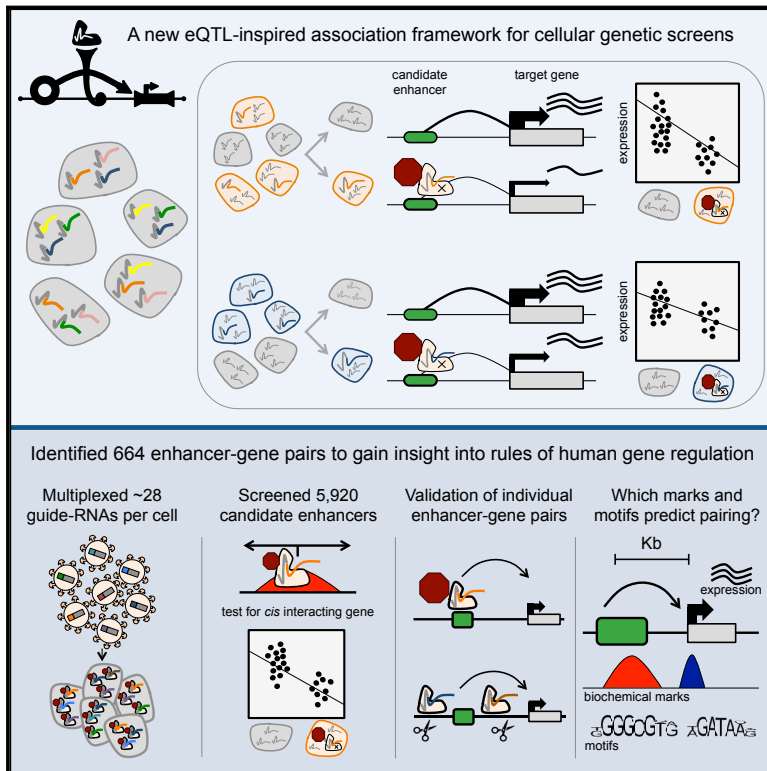 A new eQTL-inspired association framework for cellular genetic screens
candidate
enhancer
target gene
expression
expression
Identified 664 enhancer-gene pairs to gain insight into rules of human gene regulation
Multiplexed ~28
guide-RNAs per cell
Screened 5,920
candidate enhancers
test for cis interacting gene
Validation of individual
enhancer-gene pairs
Which marks and
motifs predict pairing?
Kb
expression
biochemical marks
GGGCGTG
GATAA
motifs